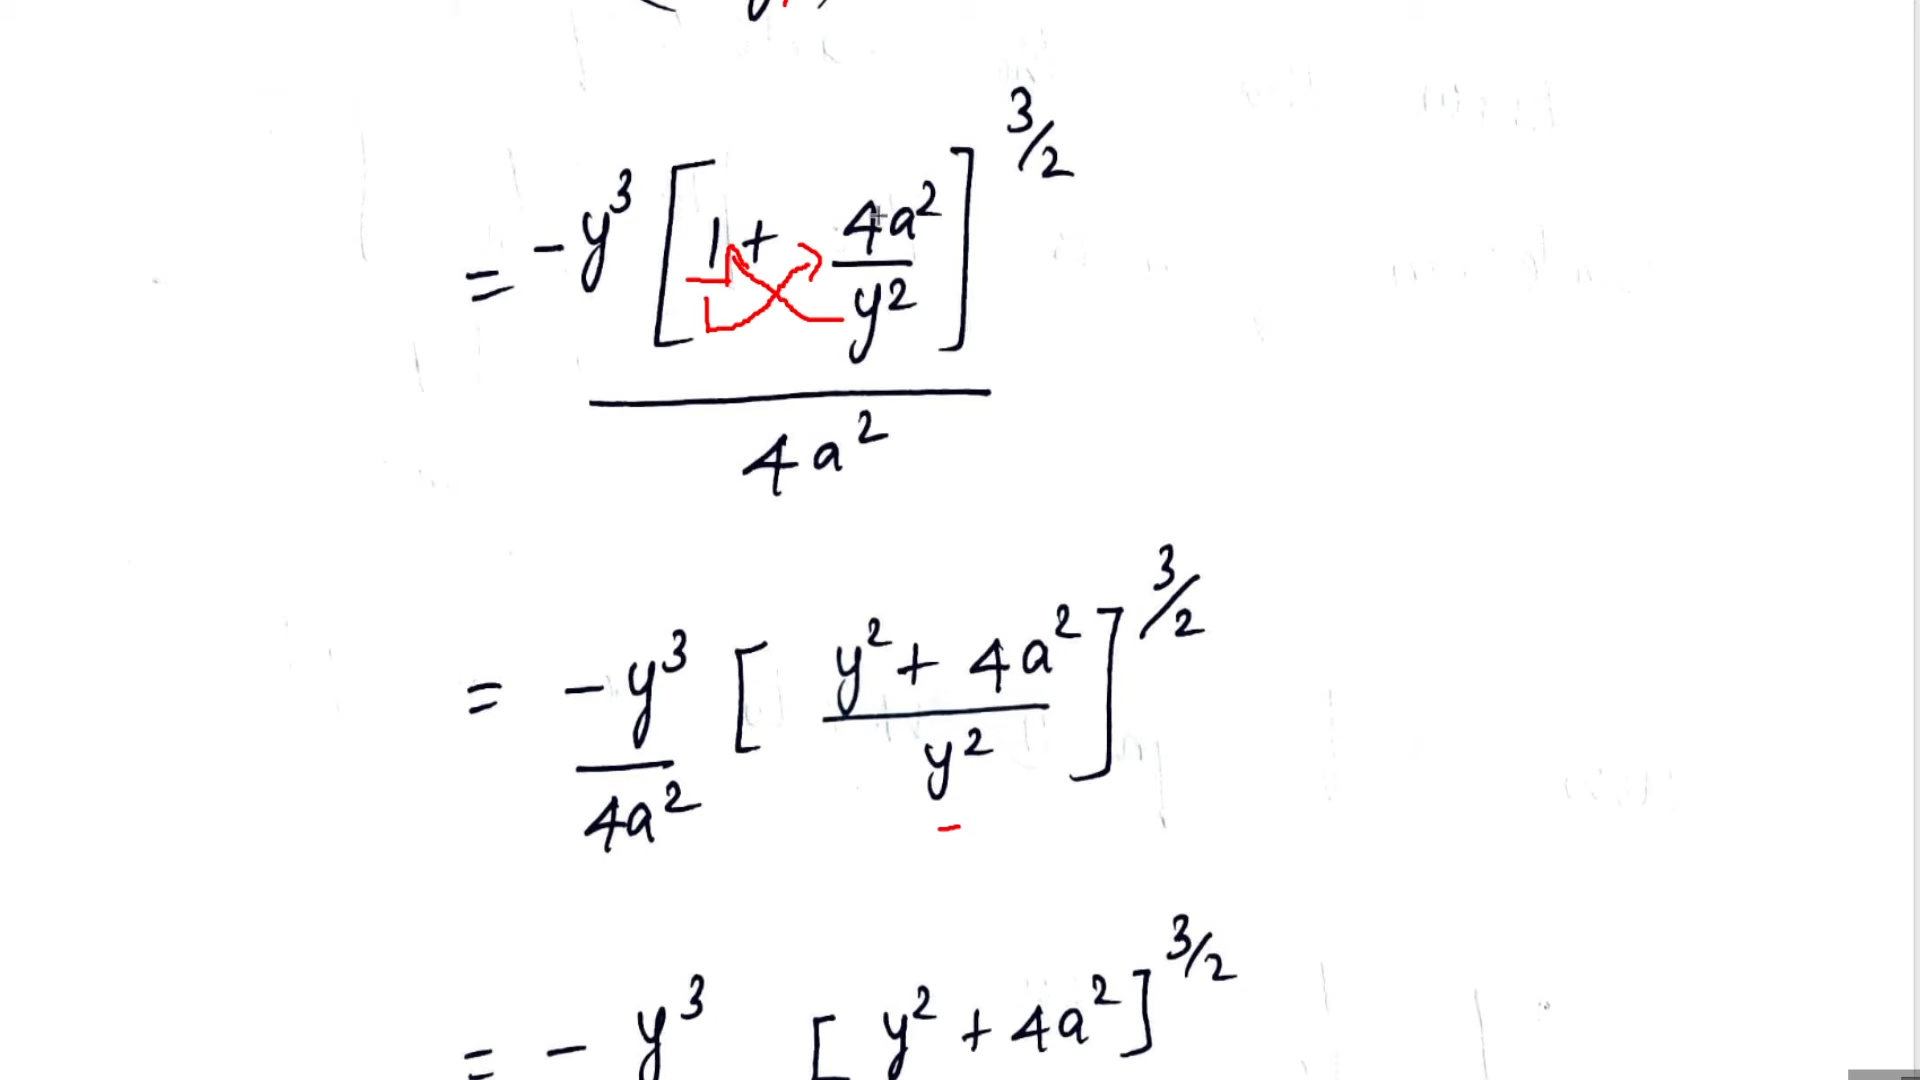 = -y³ [1 + 4a²/y²]^3/2 / 4a²
= -y³/4a² [y² + 4a²/y²]^3/2
= - y³ [y² + 4a²]^3/2